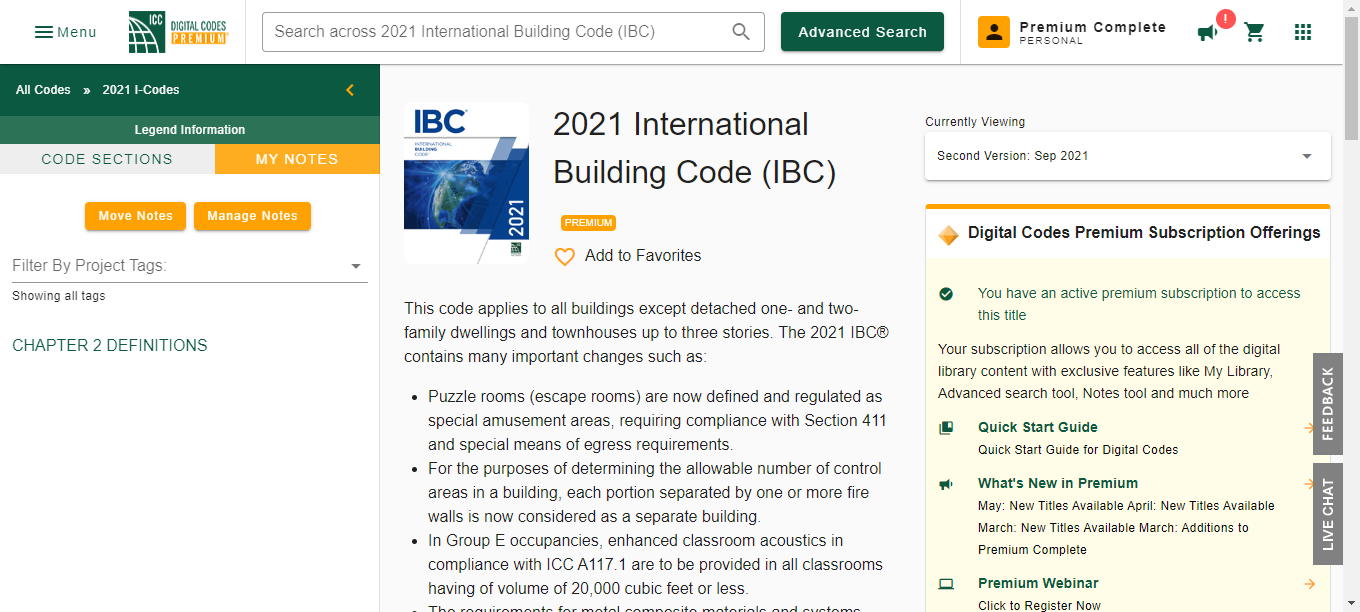 Menu
ICC
DIGITAL CODES
PREMIUM
Search across 2021 International Building Code (IBC)
Advanced Search
Premium Complete
PERSONAL
!
All Codes » 2021 I-Codes
Legend Information
CODE SECTIONS
MY NOTES
Move Notes
Manage Notes
Filter By Project Tags:
Showing all tags
CHAPTER 2 DEFINITIONS
IBC
INTERNATIONAL
BUILDING
CODE
2021
2021 International
Building Code (IBC)
PREMIUM
Add to Favorites
This code applies to all buildings except detached one- and two-
family dwellings and townhouses up to three stories. The 2021 IBC®
contains many important changes such as:
• Puzzle rooms (escape rooms) are now defined and regulated as
special amusement areas, requiring compliance with Section 411
and special means of egress requirements.
• For the purposes of determining the allowable number of control
areas in a building, each portion separated by one or more fire
walls is now considered as a separate building.
• In Group E occupancies, enhanced classroom acoustics in
compliance with ICC A117.1 are to be provided in all classrooms
having of volume of 20,000 cubic feet or less.
• The requirements for metal composite materials and systems
Currently Viewing
Second Version: Sep 2021
Digital Codes Premium Subscription Offerings
You have an active premium subscription to access
this title
Your subscription allows you to access all of the digital
library content with exclusive features like My Library,
Advanced search tool, Notes tool and much more
Quick Start Guide
Quick Start Guide for Digital Codes
What's New in Premium
May: New Titles Available April: New Titles Available
March: New Titles Available March: Additions to
Premium Complete
Premium Webinar
Click to Register Now
FEEDBACK
LIVE CHAT